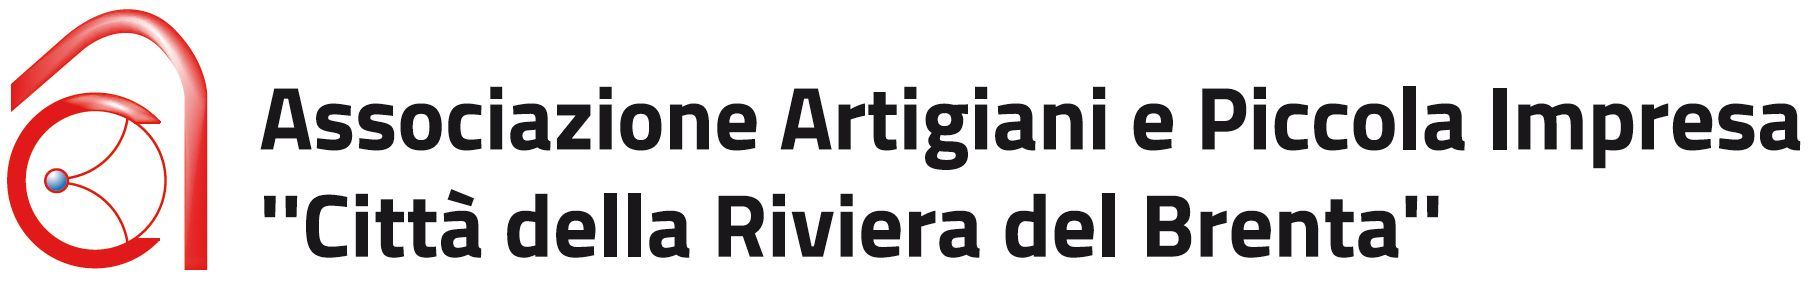 Associazione Artigiani e Piccola Impresa
"Città della Riviera del Brenta"